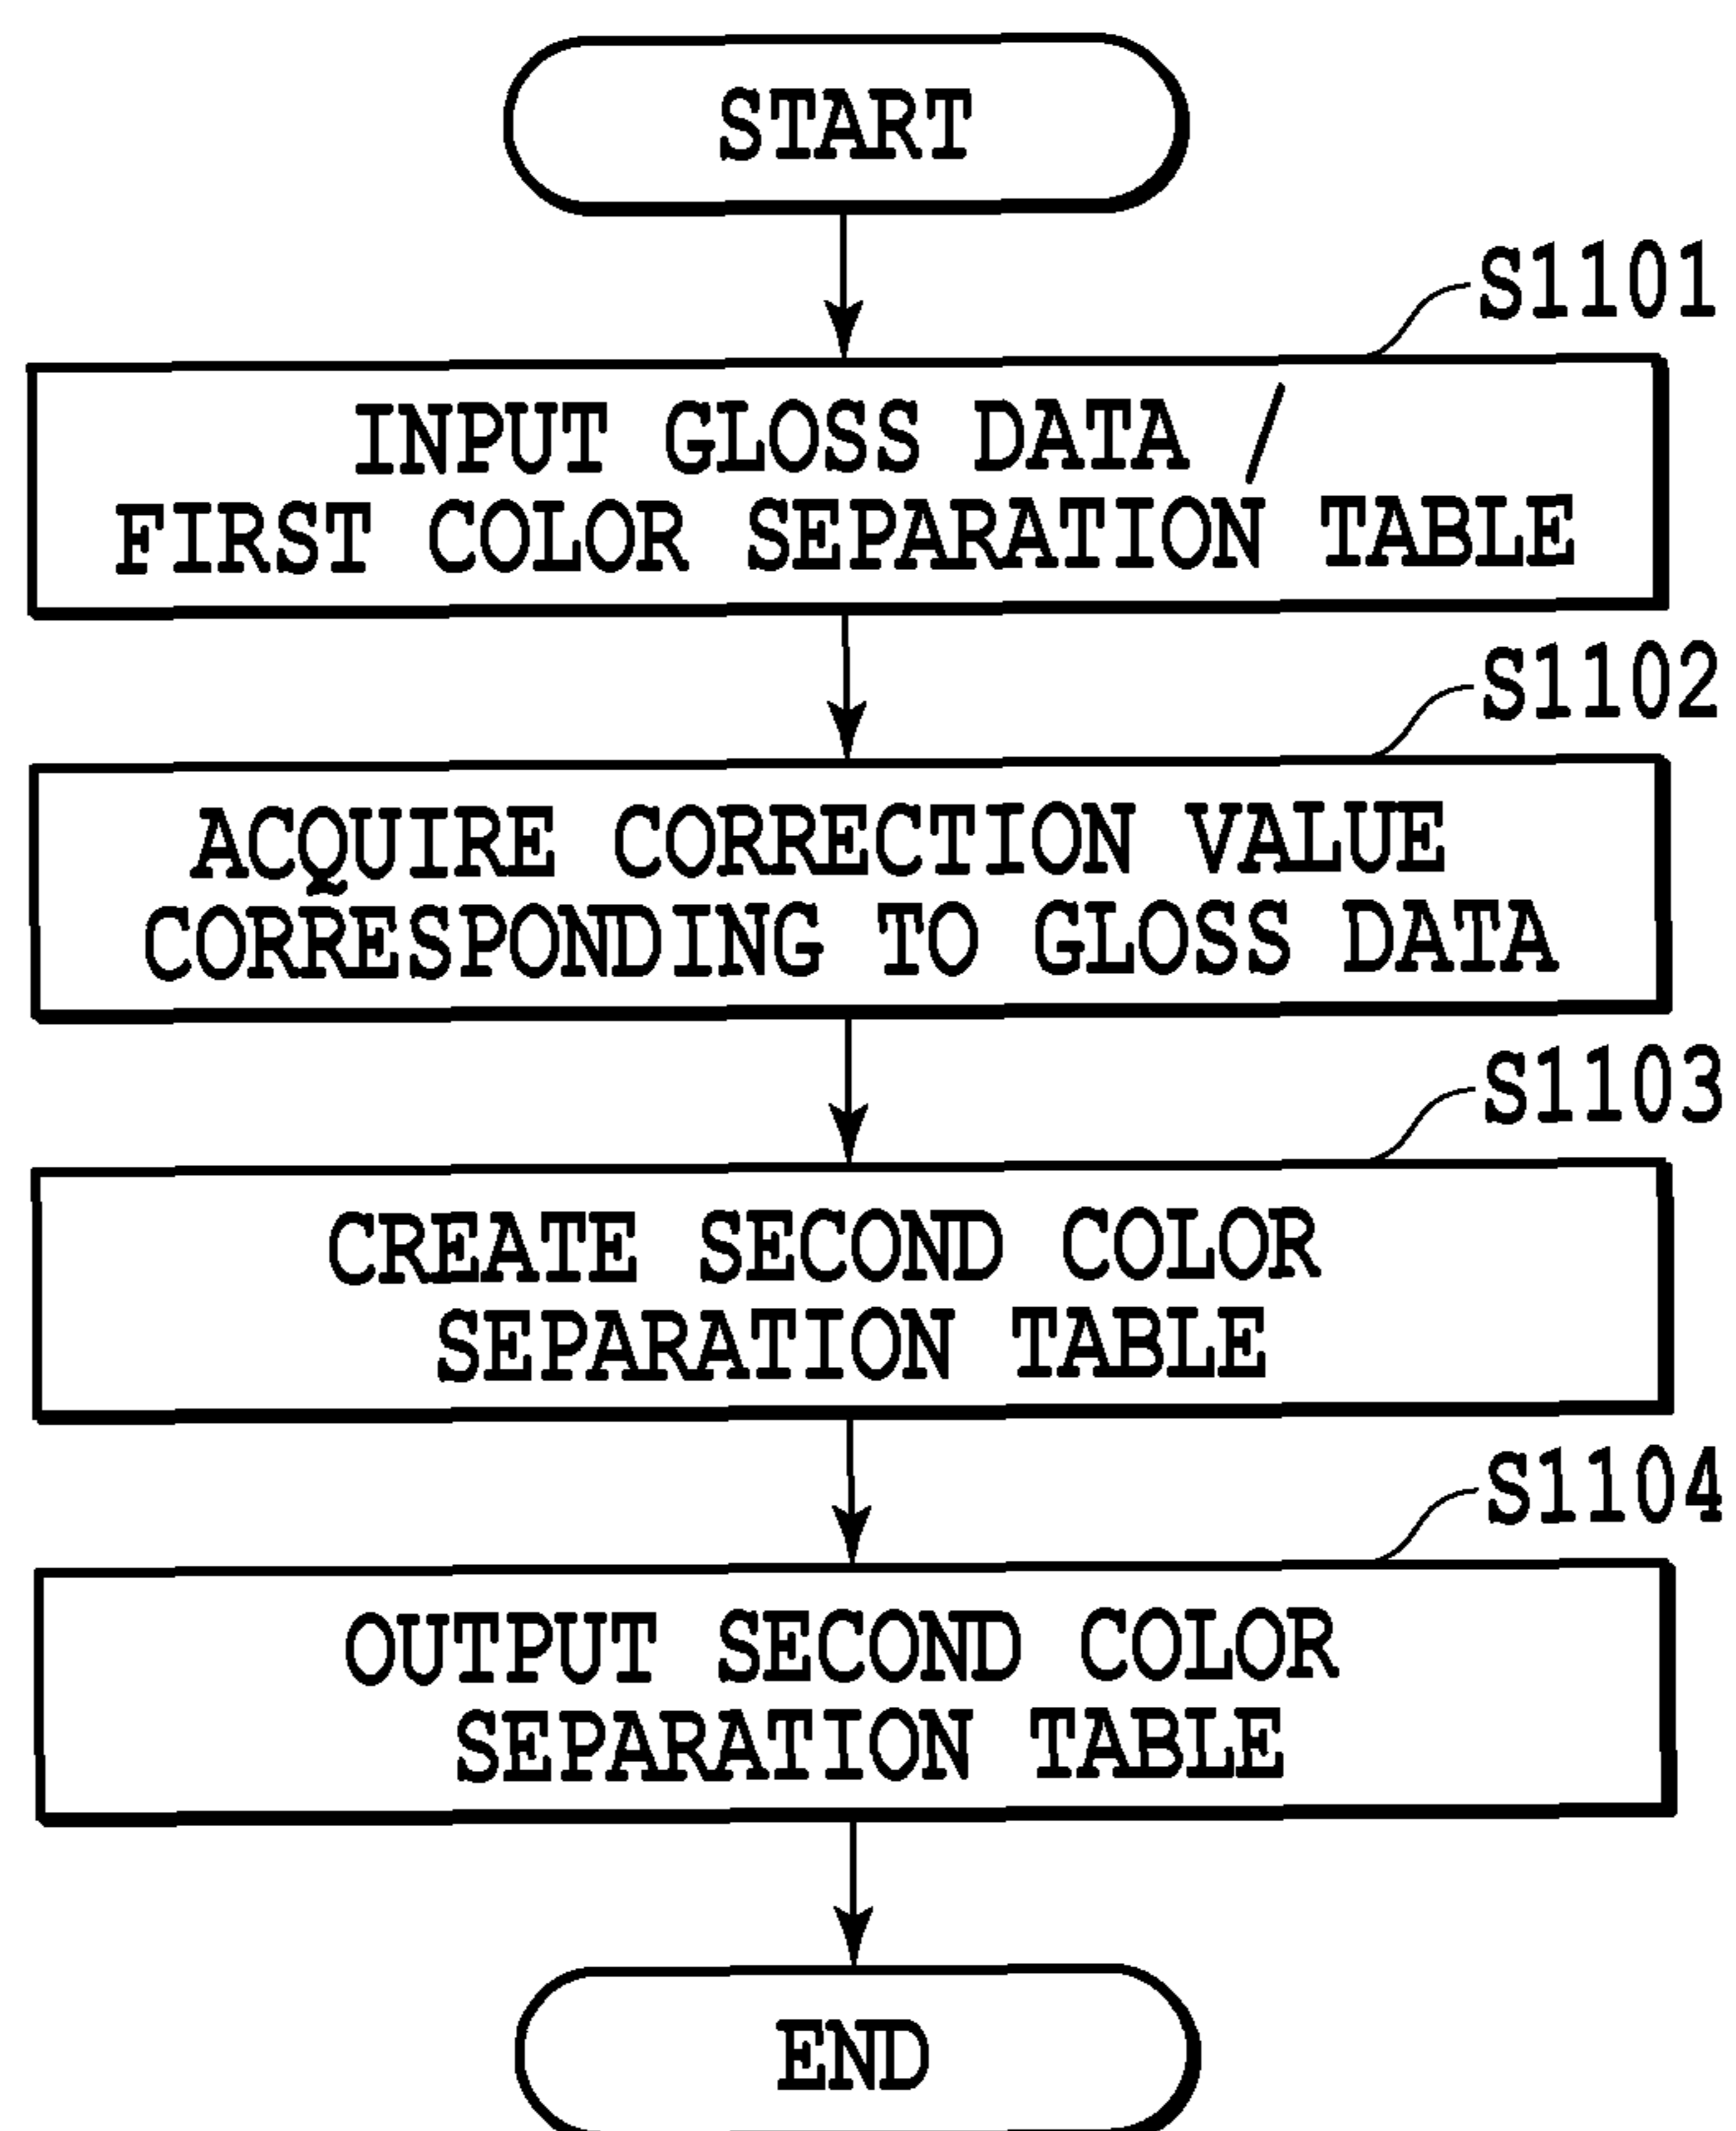 START
S1101
INPUT GLOSS DATA /
FIRST COLOR SEPARATION TABLE
S1102
ACQUIRE CORRECTION VALUE
CORRESPONDING TO GLOSS DATA
S1103
CREATE SECOND COLOR
SEPARATION TABLE
S1104
OUTPUT SECOND COLOR
SEPARATION TABLE
END